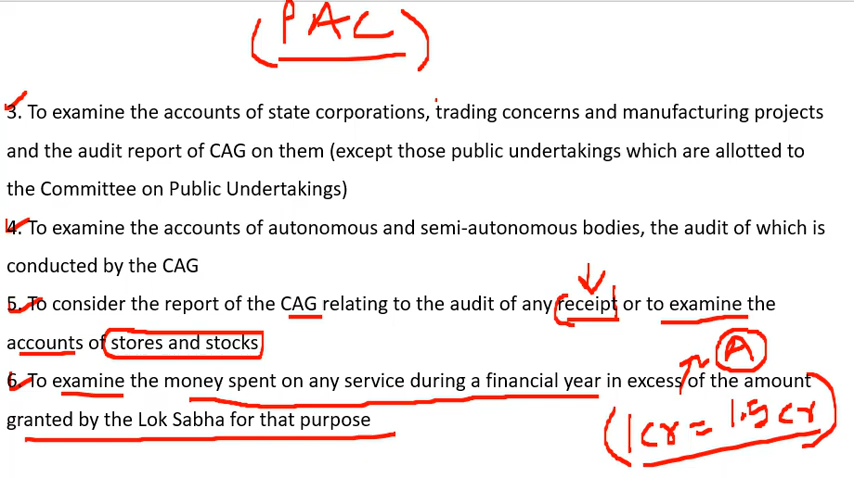 (PAC)
3. To examine the accounts of state corporations, trading concerns and manufacturing projects
and the audit report of CAG on them (except those public undertakings which are allotted to
the Committee on Public Undertakings)
4. To examine the accounts of autonomous and semi-autonomous bodies, the audit of which is
conducted by the CAG
5. To consider the report of the CAG relating to the audit of any receipt or to examine the
accounts of stores and stocks
A
6. To examine the money spent on any service during a financial year in excess of the amount
granted by the Lok Sabha for that purpose
(1 cr = 1.5 cr)